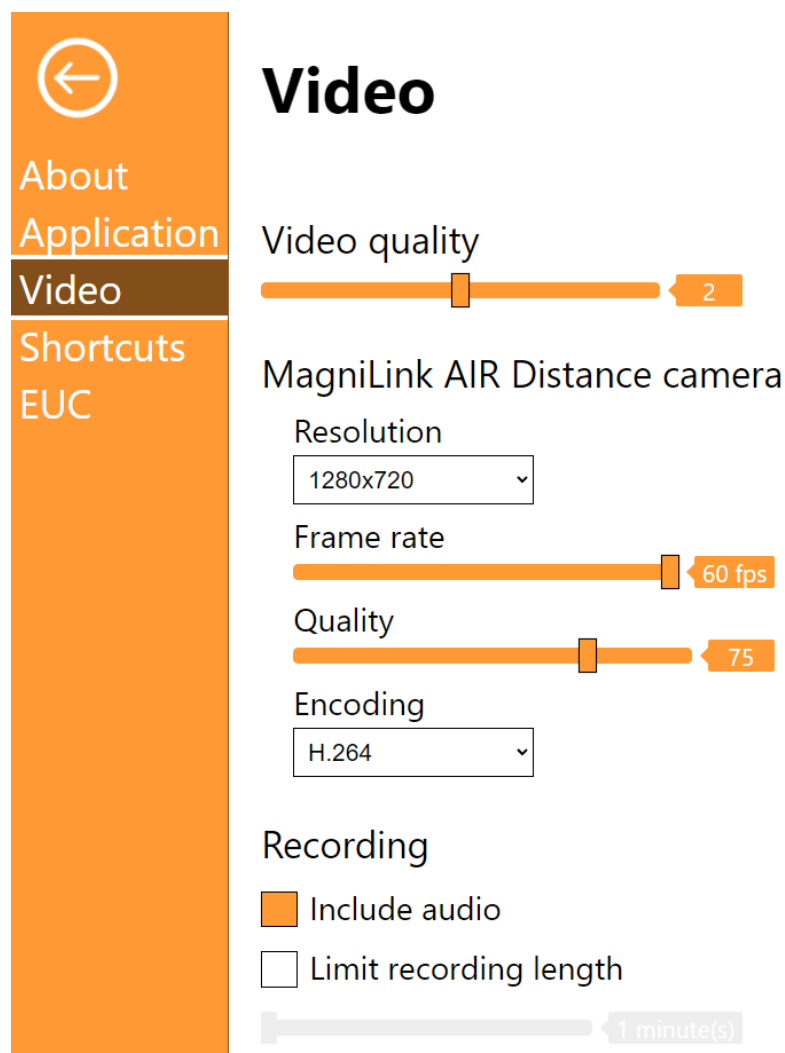 About
Application
Video
Shortcuts
EUC
Video
Video quality
2
MagniLink AIR Distance camera
Resolution
1280x720
Frame rate
60 fps
Quality
75
Encoding
H.264
Recording
Include audio
Limit recording length
1 minute(s)